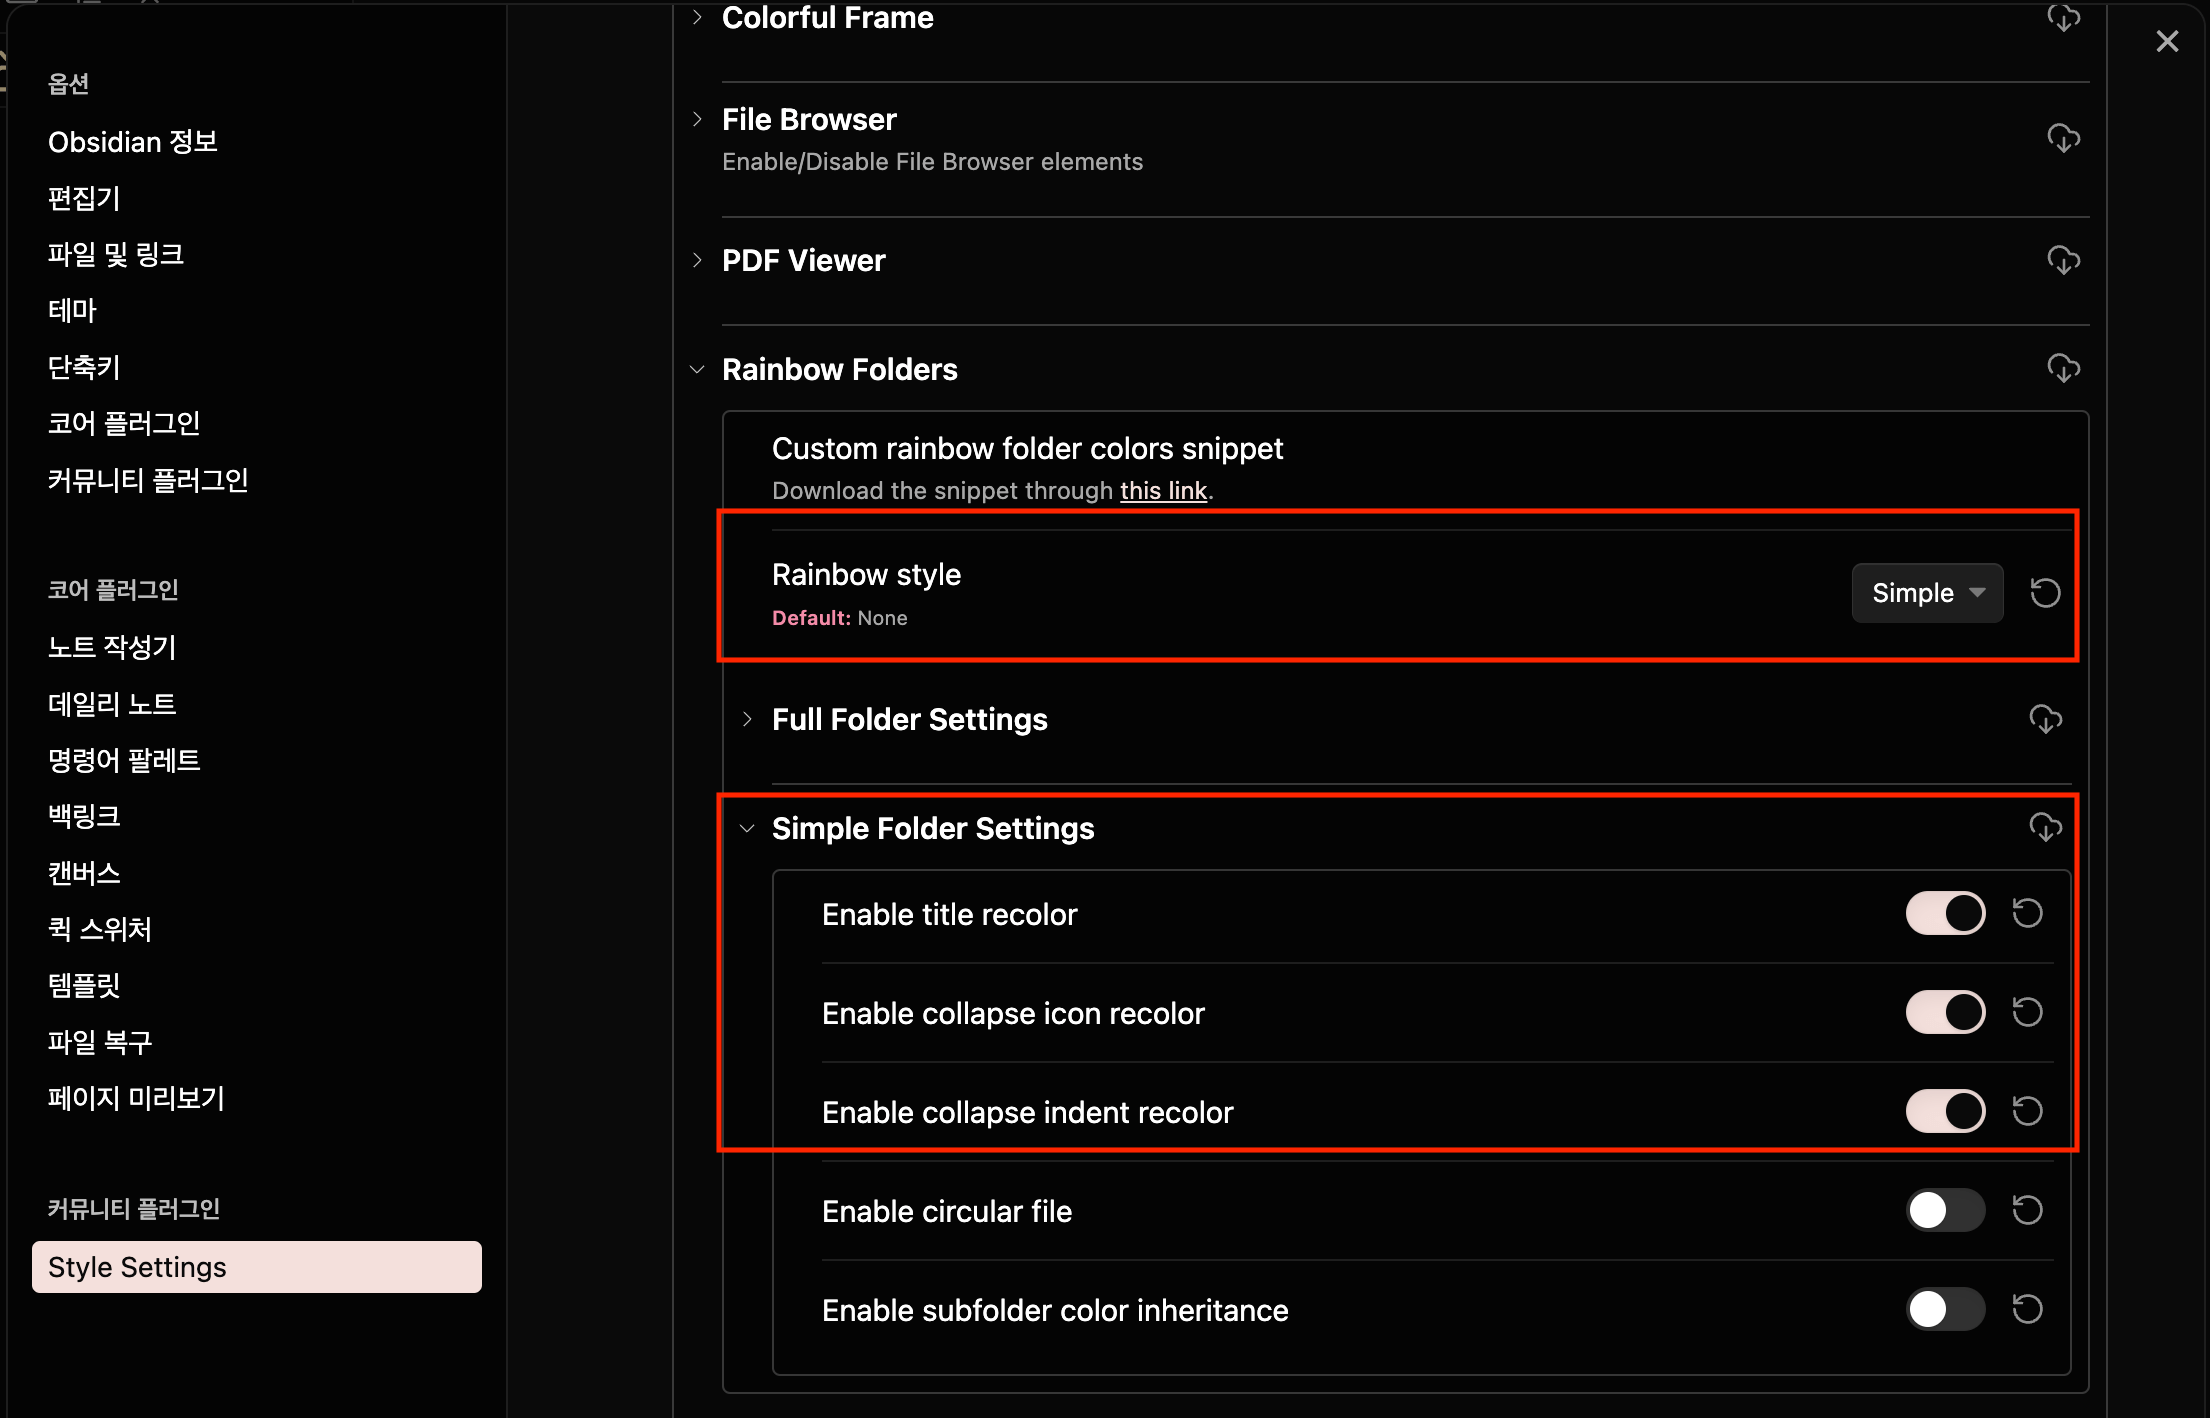 옵션
Obsidian 정보
편집기
파일 및 링크
테마
단축키
코어 플러그인
커뮤니티 플러그인
코어 플러그인
노트 작성기
데일리 노트
명령어 팔레트
백링크
캔버스
퀵 스위처
템플릿
파일 복구
페이지 미리보기
커뮤니티 플러그인
Style Settings
Colorful Frame
File Browser
Enable/Disable File Browser elements
PDF Viewer
Rainbow Folders
Custom rainbow folder colors snippet
Download the snippet through this link.
Rainbow style
Default: None
Simple
Full Folder Settings
Simple Folder Settings
Enable title recolor
Enable collapse icon recolor
Enable collapse indent recolor
Enable circular file
Enable subfolder color inheritance